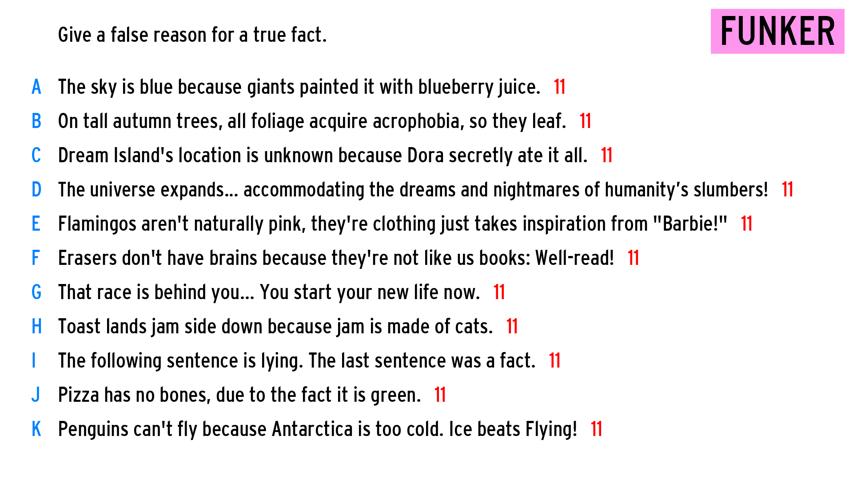 Give a false reason for a true fact.
FUNKER
A The sky is blue because giants painted it with blueberry juice. 11
B On tall autumn trees, all foliage acquire acrophobia, so they leaf. 11
C Dream Island's location is unknown because Dora secretly ate it all. 11
D The universe expands... accommodating the dreams and nightmares of humanity’s slumbers! 11
E Flamingos aren't naturally pink, they're clothing just takes inspiration from "Barbie!" 11
F Erasers don't have brains because they're not like us books: Well-read! 11
G That race is behind you... You start your new life now. 11
H Toast lands jam side down because jam is made of cats. 11
I The following sentence is lying. The last sentence was a fact. 11
J Pizza has no bones, due to the fact it is green. 11
K Penguins can't fly because Antarctica is too cold. Ice beats Flying! 11